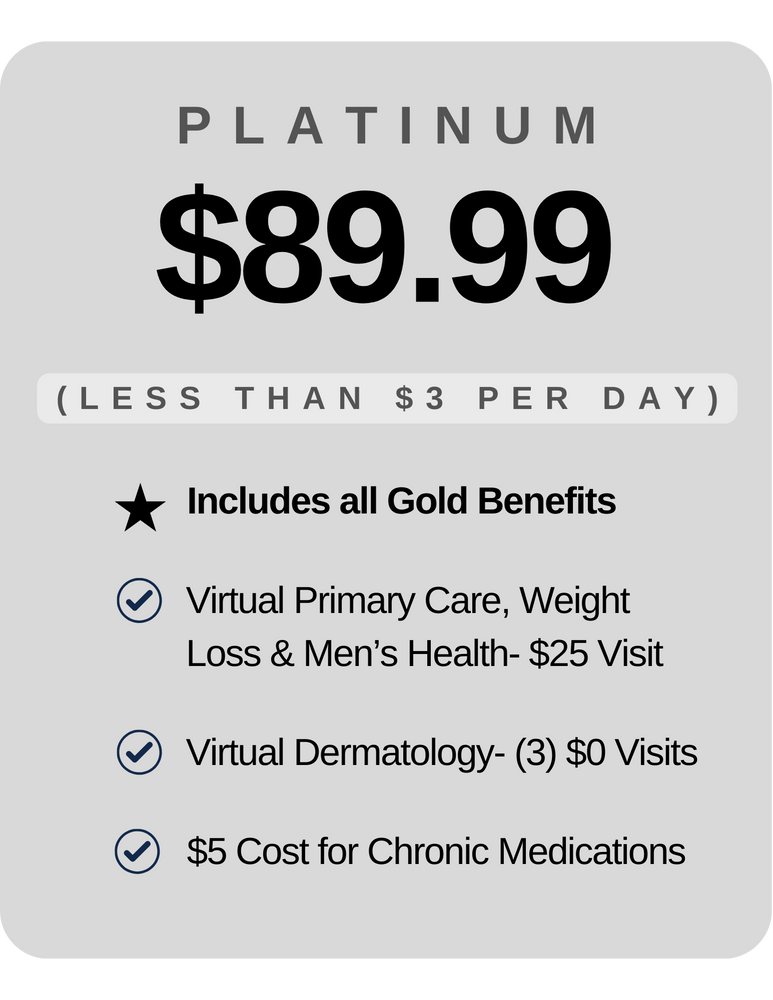 PLATINUM
$89.99
(LESS THAN $3 PER DAY)
Includes all Gold Benefits
Virtual Primary Care, Weight
Loss & Men’s Health- $25 Visit
Virtual Dermatology- (3) $0 Visits
$5 Cost for Chronic Medications